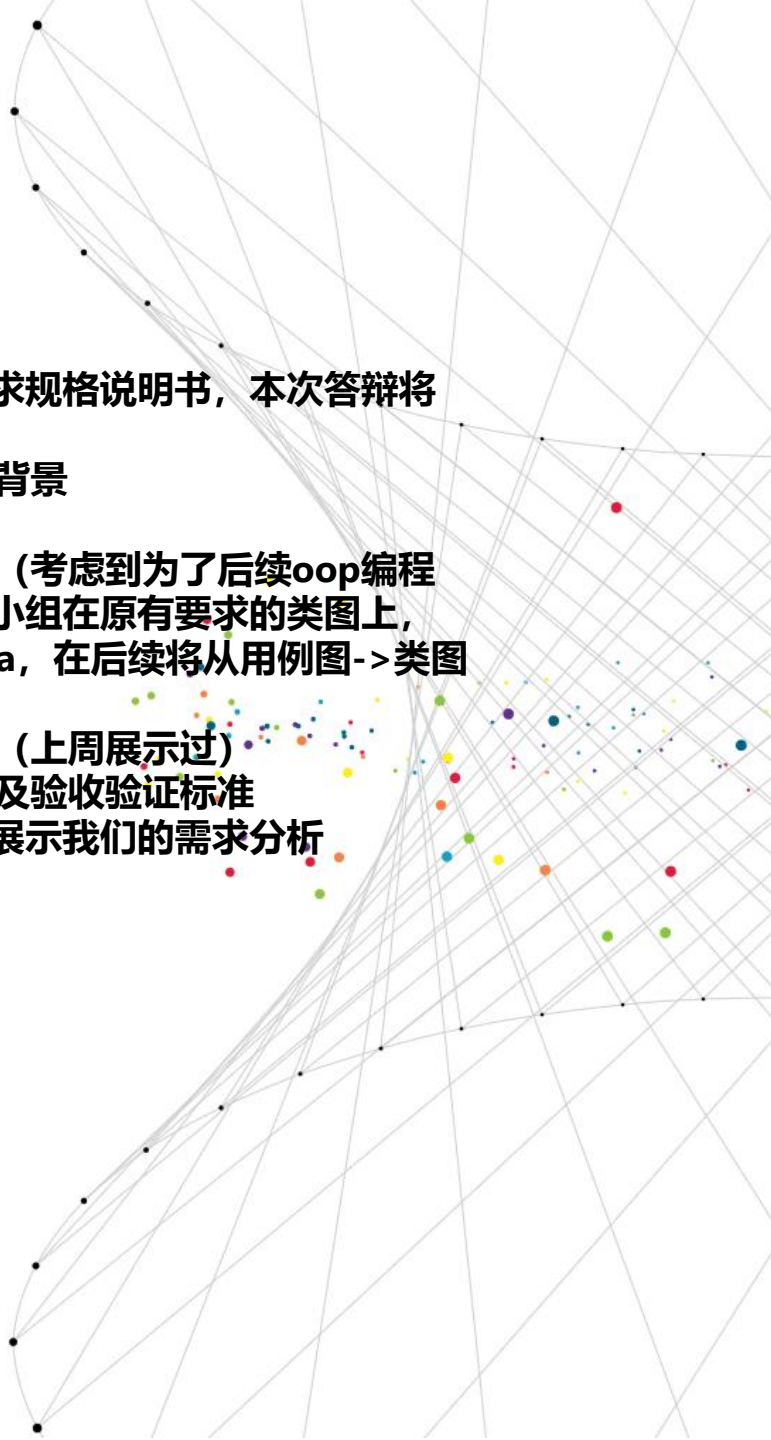 求规格说明书，本次答辩将
背景
（考虑到为了后续oop编程
小组在原有要求的类图上，
a，在后续将从用例图->类图
（上周展示过）
及验收验证标准
展示我们的需求分析